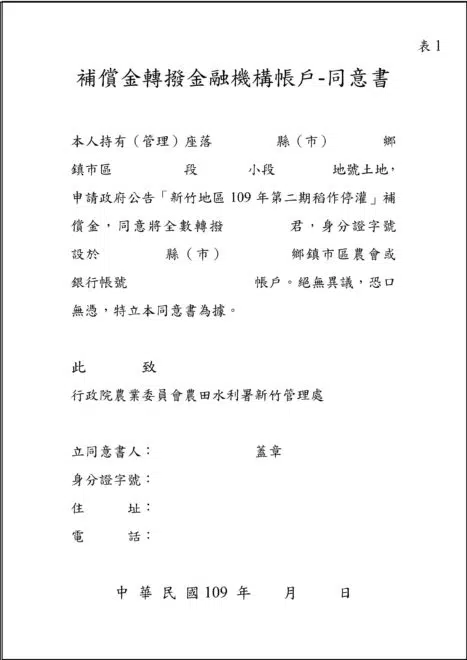 表 1
補償金轉撥金融機構帳戶-同意書
本人持有（管理）座落　　　　縣（市）　　　　鄉
鎮市區　　　　段　　　小段　　　　地號土地，
申請政府公告「新竹地區 109 年第二期稻作停灌」補
償金，同意將全數轉撥　　　　　君，身分證字號
設於　　　　縣（市）　　　　鄉鎮市區農會或
銀行帳號　　　　　　　　　帳戶。絕無異議，恐口
無憑，特立本同意書為據。
此　　　致
行政院農業委員會農田水利署新竹管理處
立同意書人：　　　　　　　蓋章
身分證字號：
住　　　址：
電　　　話：
中 華 民 國 109 年　　月　　日